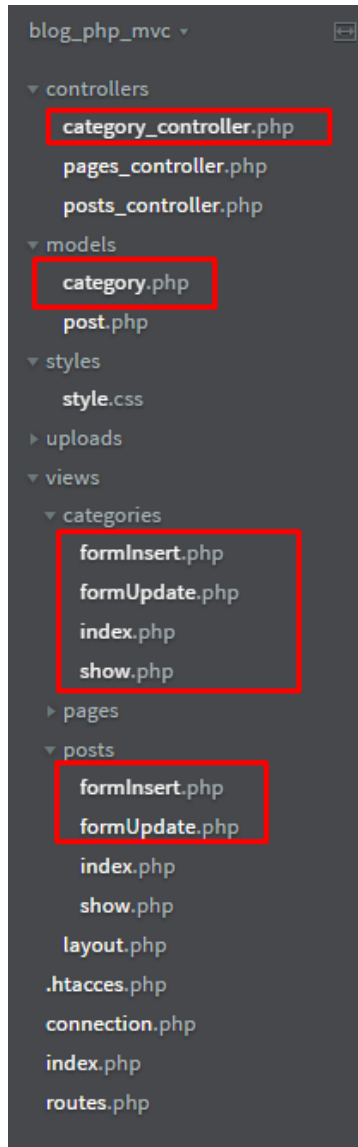 blog_php_mvc
controllers
category_controller.php
pages_controller.php
posts_controller.php
models
category.php
post.php
styles
style.css
uploads
views
categories
formInsert.php
formUpdate.php
index.php
show.php
pages
posts
formInsert.php
formUpdate.php
index.php
show.php
layout.php
.htacces.php
connection.php
index.php
routes.php